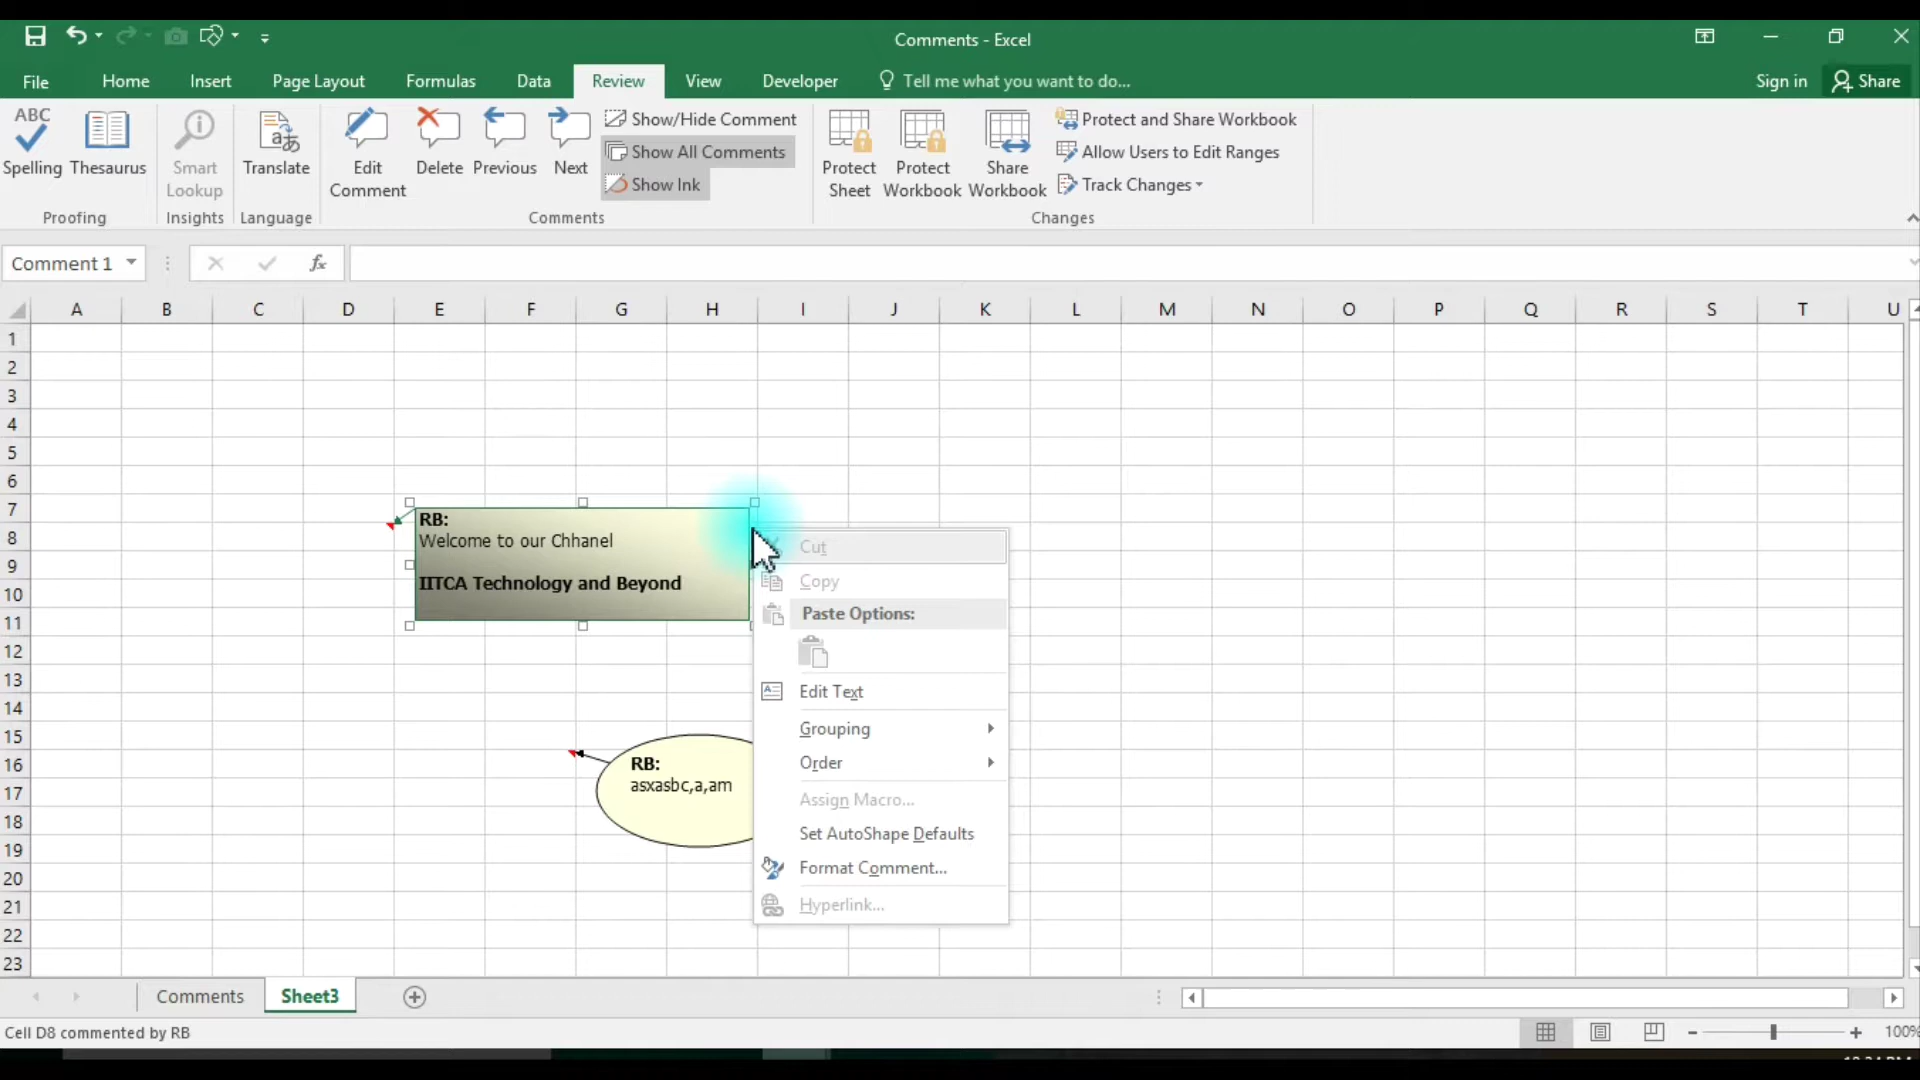 Comments - Excel
File Home Insert Page Layout Formulas Data Review View Developer Tell me what you want to do... Sign in Share
ABC
Spelling
Thesaurus
Smart
Lookup
a
Translate
Edit
Comment
Delete
Previous
Next
Show/Hide Comment
Show All Comments
Show Ink
Protect
Sheet
Protect
Workbook
Share
Workbook
Protect and Share Workbook
Allow Users to Edit Ranges
Track Changes
Proofing Insights Language Comments Changes
Comment 1 fx
A B C D E F G H I J K L M N O P Q R S T U
1
2
3
4
5
6
7
8
9
10
11
12
13
14
15
16
17
18
19
20
21
22
23
RB:
Welcome to our Chhanel
IITCA Technology and Beyond
RB:
asxasbc,a,am
Cut
Copy
Paste Options:
Edit Text
Grouping
Order
Assign Macro...
Set AutoShape Defaults
Format Comment...
Hyperlink...
Comments Sheet3
Cell D8 commented by RB
100%